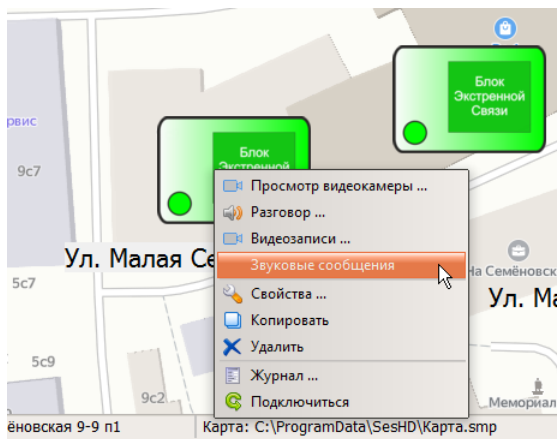 Блок
Экстренной
Связи
рвис
9с7
Блок
Экстренной
Просмотр видеокамеры ...
Разговор ...
Видеозаписи ...
Звуковые сообщения
Свойства ...
Копировать
Удалить
Журнал ...
Подключиться
Ул. Малая Се
На Семёновск
5с7
Ул. Ма
5с9
9с2
Мемориал
ёновская 9-9 п1
Карта: C:\ProgramData\SesHD\Карта.smp